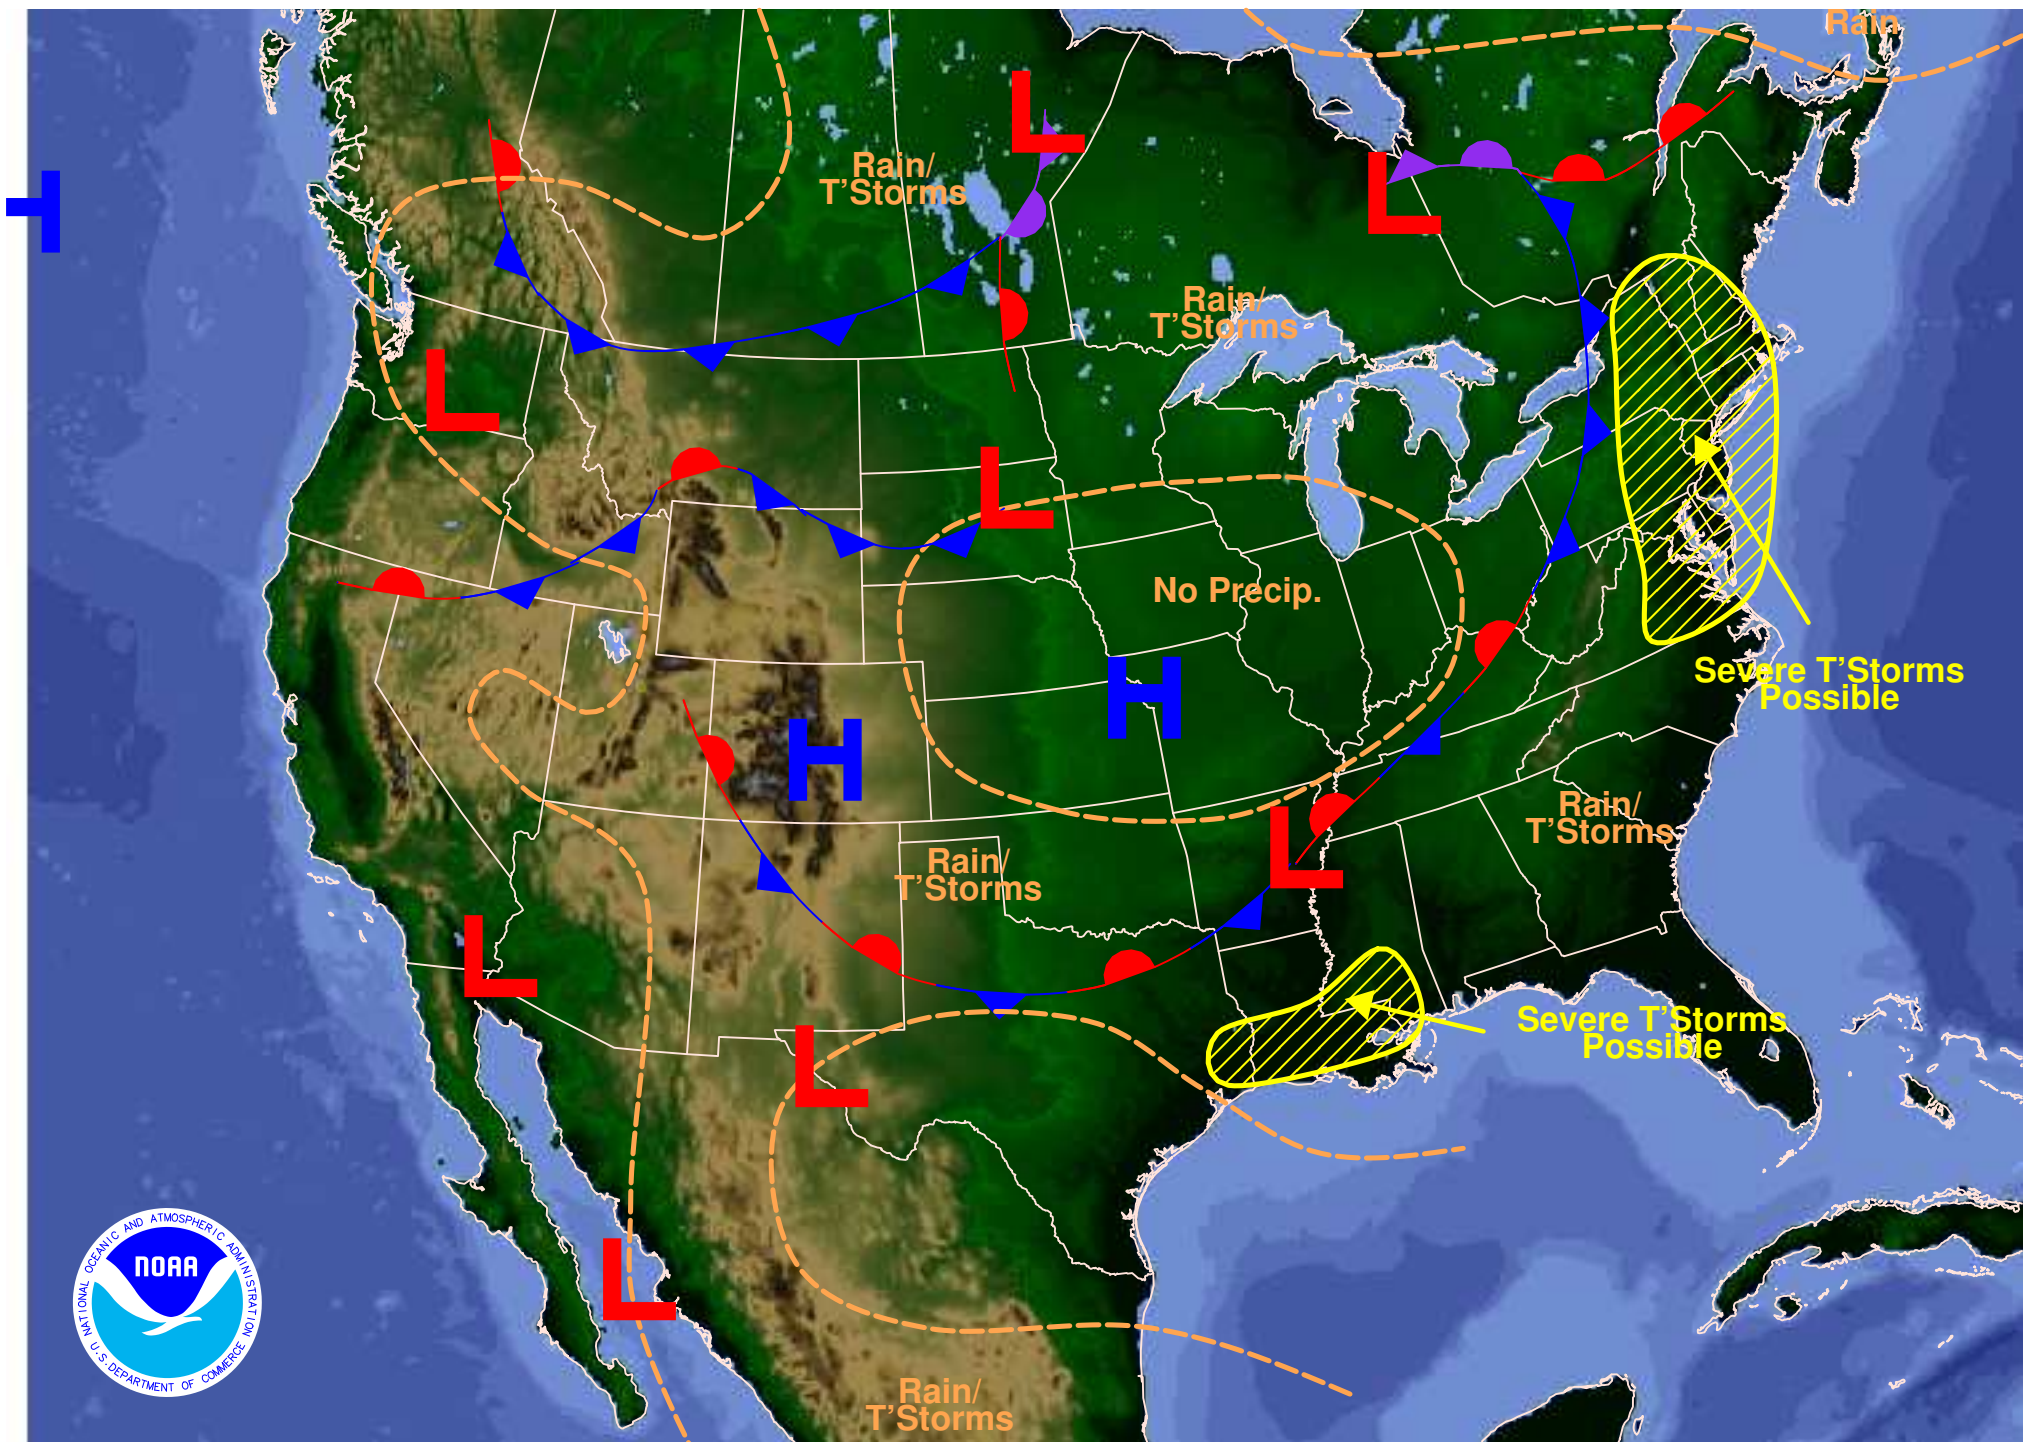 Rain
Rain/
T'Storms
Rain/
T'Storms
No Precip.
H
H
H
L
L
L
L
L
L
L
L
Severe T'Storms
Possible
Rain/
T'Storms
Rain/
T'Storms
Severe T'Storms
Possible
Rain/
T'Storms
NATIONAL OCEANIC AND ATMOSPHERIC ADMINISTRATION
NOAA
U.S. DEPARTMENT OF COMMERCE